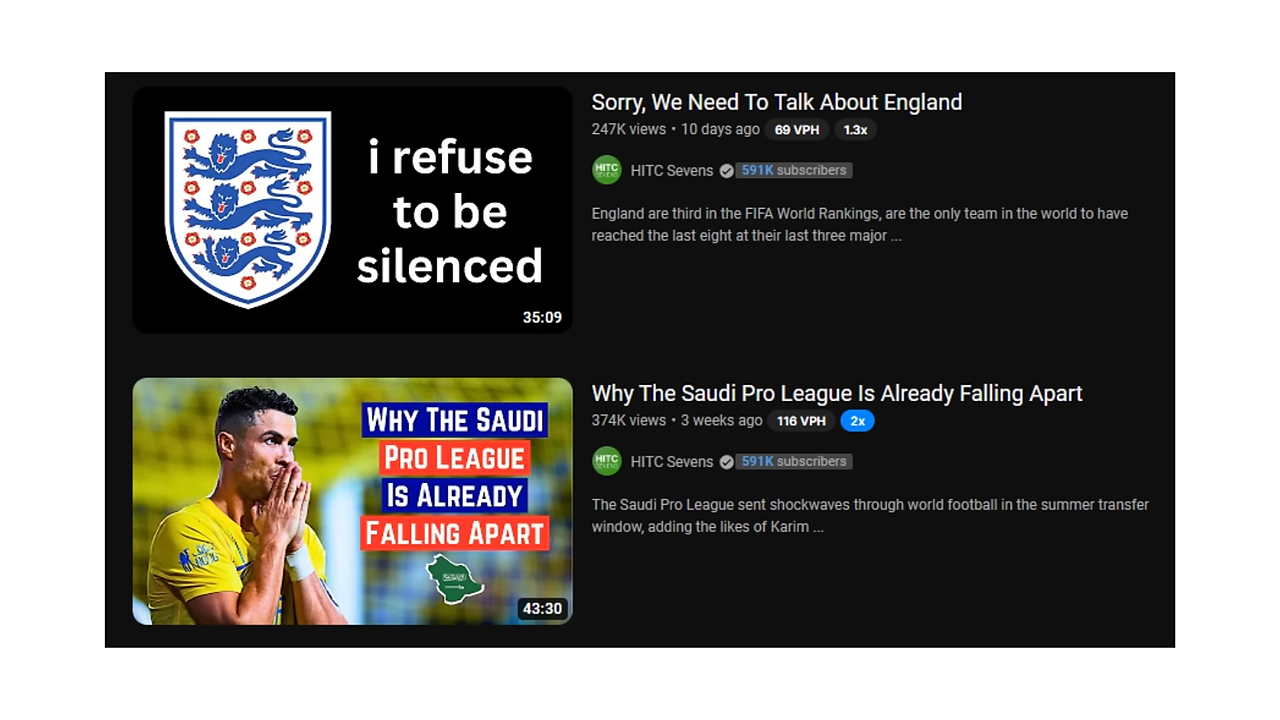 i refuse
to be
silenced
35:09
Sorry, We Need To Talk About England
247K views • 10 days ago 69 VPH 1.3x
HITC SEVENS HITC Sevens 591K subscribers
England are third in the FIFA World Rankings, are the only team in the world to have
reached the last eight at their last three major ...
WHY THE SAUDI
PRO LEAGUE
IS ALREADY
FALLING APART
43:30
Why The Saudi Pro League Is Already Falling Apart
374K views • 3 weeks ago 116 VPH 2x
HITC SEVENS HITC Sevens 591K subscribers
The Saudi Pro League sent shockwaves through world football in the summer transfer
window, adding the likes of Karim ...